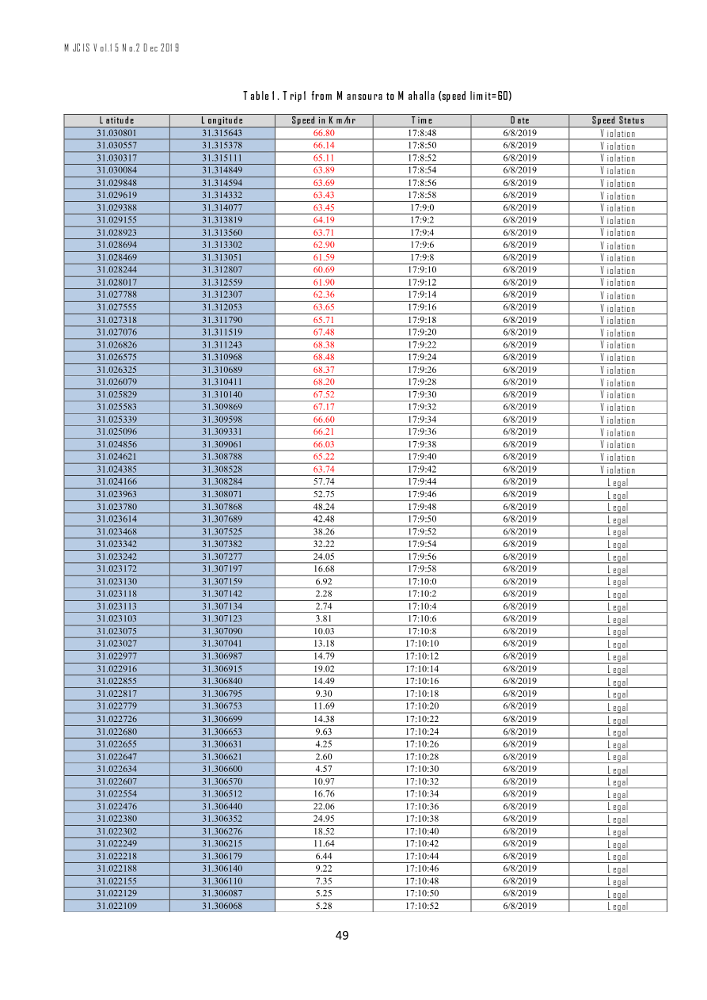 MJCIS Vol.15 No.2 Dec 2019
Table1. Trip1 from Mansoura to Mahalla (speed limit=60)
Latitude Longitude Speed in Km/hr Time Date Speed Status
31.030801 31.315643 66.80 17:8:48 6/8/2019 Violation
31.030557 31.315378 66.14 17:8:50 6/8/2019 Violation
31.030317 31.315111 65.11 17:8:52 6/8/2019 Violation
31.030084 31.314849 63.89 17:8:54 6/8/2019 Violation
31.029848 31.314594 63.69 17:8:56 6/8/2019 Violation
31.029619 31.314332 63.43 17:8:58 6/8/2019 Violation
31.029388 31.314077 63.45 17:9:0 6/8/2019 Violation
31.029155 31.313819 64.19 17:9:2 6/8/2019 Violation
31.028923 31.313560 63.71 17:9:4 6/8/2019 Violation
31.028694 31.313302 62.90 17:9:6 6/8/2019 Violation
31.028469 31.313051 61.59 17:9:8 6/8/2019 Violation
31.028244 31.312807 60.69 17:9:10 6/8/2019 Violation
31.028017 31.312559 61.90 17:9:12 6/8/2019 Violation
31.027788 31.312307 62.36 17:9:14 6/8/2019 Violation
31.027555 31.312053 63.65 17:9:16 6/8/2019 Violation
31.027318 31.311790 65.71 17:9:18 6/8/2019 Violation
31.027076 31.311519 67.48 17:9:20 6/8/2019 Violation
31.026826 31.311243 68.38 17:9:22 6/8/2019 Violation
31.026575 31.310968 68.48 17:9:24 6/8/2019 Violation
31.026325 31.310689 68.37 17:9:26 6/8/2019 Violation
31.026079 31.310411 68.20 17:9:28 6/8/2019 Violation
31.025829 31.310140 67.52 17:9:30 6/8/2019 Violation
31.025583 31.309869 67.17 17:9:32 6/8/2019 Violation
31.025339 31.309598 66.60 17:9:34 6/8/2019 Violation
31.025096 31.309331 66.21 17:9:36 6/8/2019 Violation
31.024856 31.309061 66.03 17:9:38 6/8/2019 Violation
31.024621 31.308788 65.22 17:9:40 6/8/2019 Violation
31.024385 31.308528 63.74 17:9:42 6/8/2019 Violation
31.024166 31.308284 57.74 17:9:44 6/8/2019 Legal
31.023963 31.308071 52.75 17:9:46 6/8/2019 Legal
31.023780 31.307868 48.24 17:9:48 6/8/2019 Legal
31.023614 31.307689 42.48 17:9:50 6/8/2019 Legal
31.023468 31.307525 38.26 17:9:52 6/8/2019 Legal
31.023342 31.307382 32.22 17:9:54 6/8/2019 Legal
31.023242 31.307277 24.05 17:9:56 6/8/2019 Legal
31.023172 31.307197 16.68 17:9:58 6/8/2019 Legal
31.023130 31.307159 6.92 17:10:0 6/8/2019 Legal
31.023118 31.307142 2.28 17:10:2 6/8/2019 Legal
31.023113 31.307134 2.74 17:10:4 6/8/2019 Legal
31.023103 31.307123 3.81 17:10:6 6/8/2019 Legal
31.023075 31.307090 10.03 17:10:8 6/8/2019 Legal
31.023027 31.307041 13.18 17:10:10 6/8/2019 Legal
31.022977 31.306987 14.79 17:10:12 6/8/2019 Legal
31.022916 31.306915 19.02 17:10:14 6/8/2019 Legal
31.022855 31.306840 14.49 17:10:16 6/8/2019 Legal
31.022817 31.306795 9.30 17:10:18 6/8/2019 Legal
31.022779 31.306753 11.69 17:10:20 6/8/2019 Legal
31.022726 31.306699 14.38 17:10:22 6/8/2019 Legal
31.022680 31.306653 9.63 17:10:24 6/8/2019 Legal
31.022655 31.306631 4.25 17:10:26 6/8/2019 Legal
31.022647 31.306621 2.60 17:10:28 6/8/2019 Legal
31.022634 31.306600 4.57 17:10:30 6/8/2019 Legal
31.022607 31.306570 10.97 17:10:32 6/8/2019 Legal
31.022554 31.306512 16.76 17:10:34 6/8/2019 Legal
31.022476 31.306440 22.06 17:10:36 6/8/2019 Legal
31.022380 31.306352 24.95 17:10:38 6/8/2019 Legal
31.022302 31.306276 18.52 17:10:40 6/8/2019 Legal
31.022249 31.306215 11.64 17:10:42 6/8/2019 Legal
31.022218 31.306179 6.44 17:10:44 6/8/2019 Legal
31.022188 31.306140 9.22 17:10:46 6/8/2019 Legal
31.022155 31.306110 7.35 17:10:48 6/8/2019 Legal
31.022129 31.306087 5.25 17:10:50 6/8/2019 Legal
31.022109 31.306068 5.28 17:10:52 6/8/2019 Legal
49